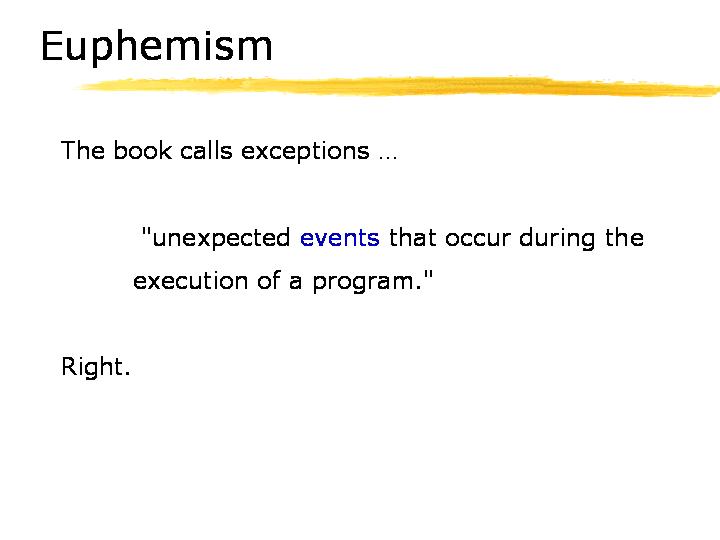 Euphemism
The book calls exceptions …
"unexpected events that occur during the
execution of a program."
Right.